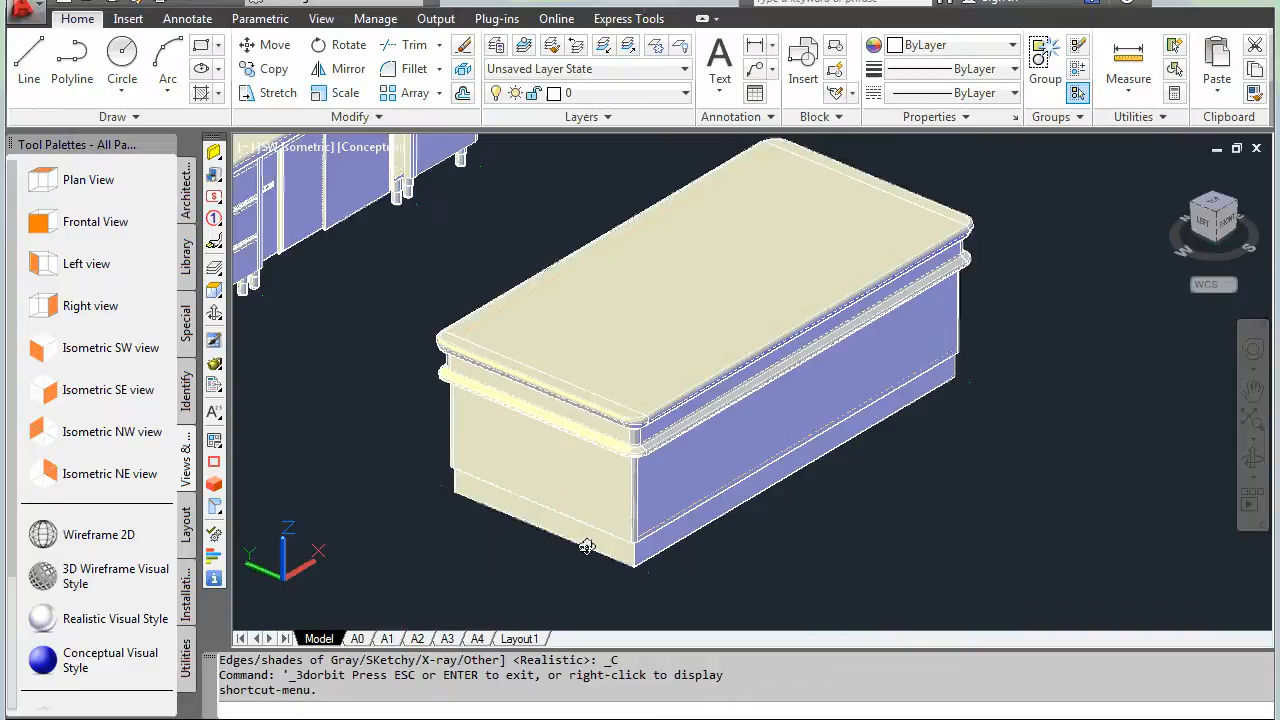 Home Insert Annotate Parametric View Manage Output Plug-ins Online Express Tools
Line Polyline Circle Arc
Move Rotate Trim
Copy Mirror Fillet
Stretch Scale Array
Unsaved Layer State
0
Text
Insert
ByLayer
ByLayer
ByLayer
Group
Measure
Paste
Draw Modify Layers Annotation Block Properties Groups Utilities Clipboard
Tool Palettes - All Pa...
Plan View
Frontal View
Left view
Right view
Isometric SW view
Isometric SE view
Isometric NW view
Isometric NE view
Wireframe 2D
3D Wireframe Visual
Style
Realistic Visual Style
Conceptual Visual
Style
Architect...
Library
Special
Identify
Views & ...
Layout
Installati...
Utilities
LEFT FRONT
W S
WCS
Z
Y X
Model A0 A1 A2 A3 A4 Layout1
Edges/shades of Gray/SKetchy/X-ray/Other] <Realistic>: _C
Command: '_3dorbit Press ESC or ENTER to exit, or right-click to display
shortcut-menu.